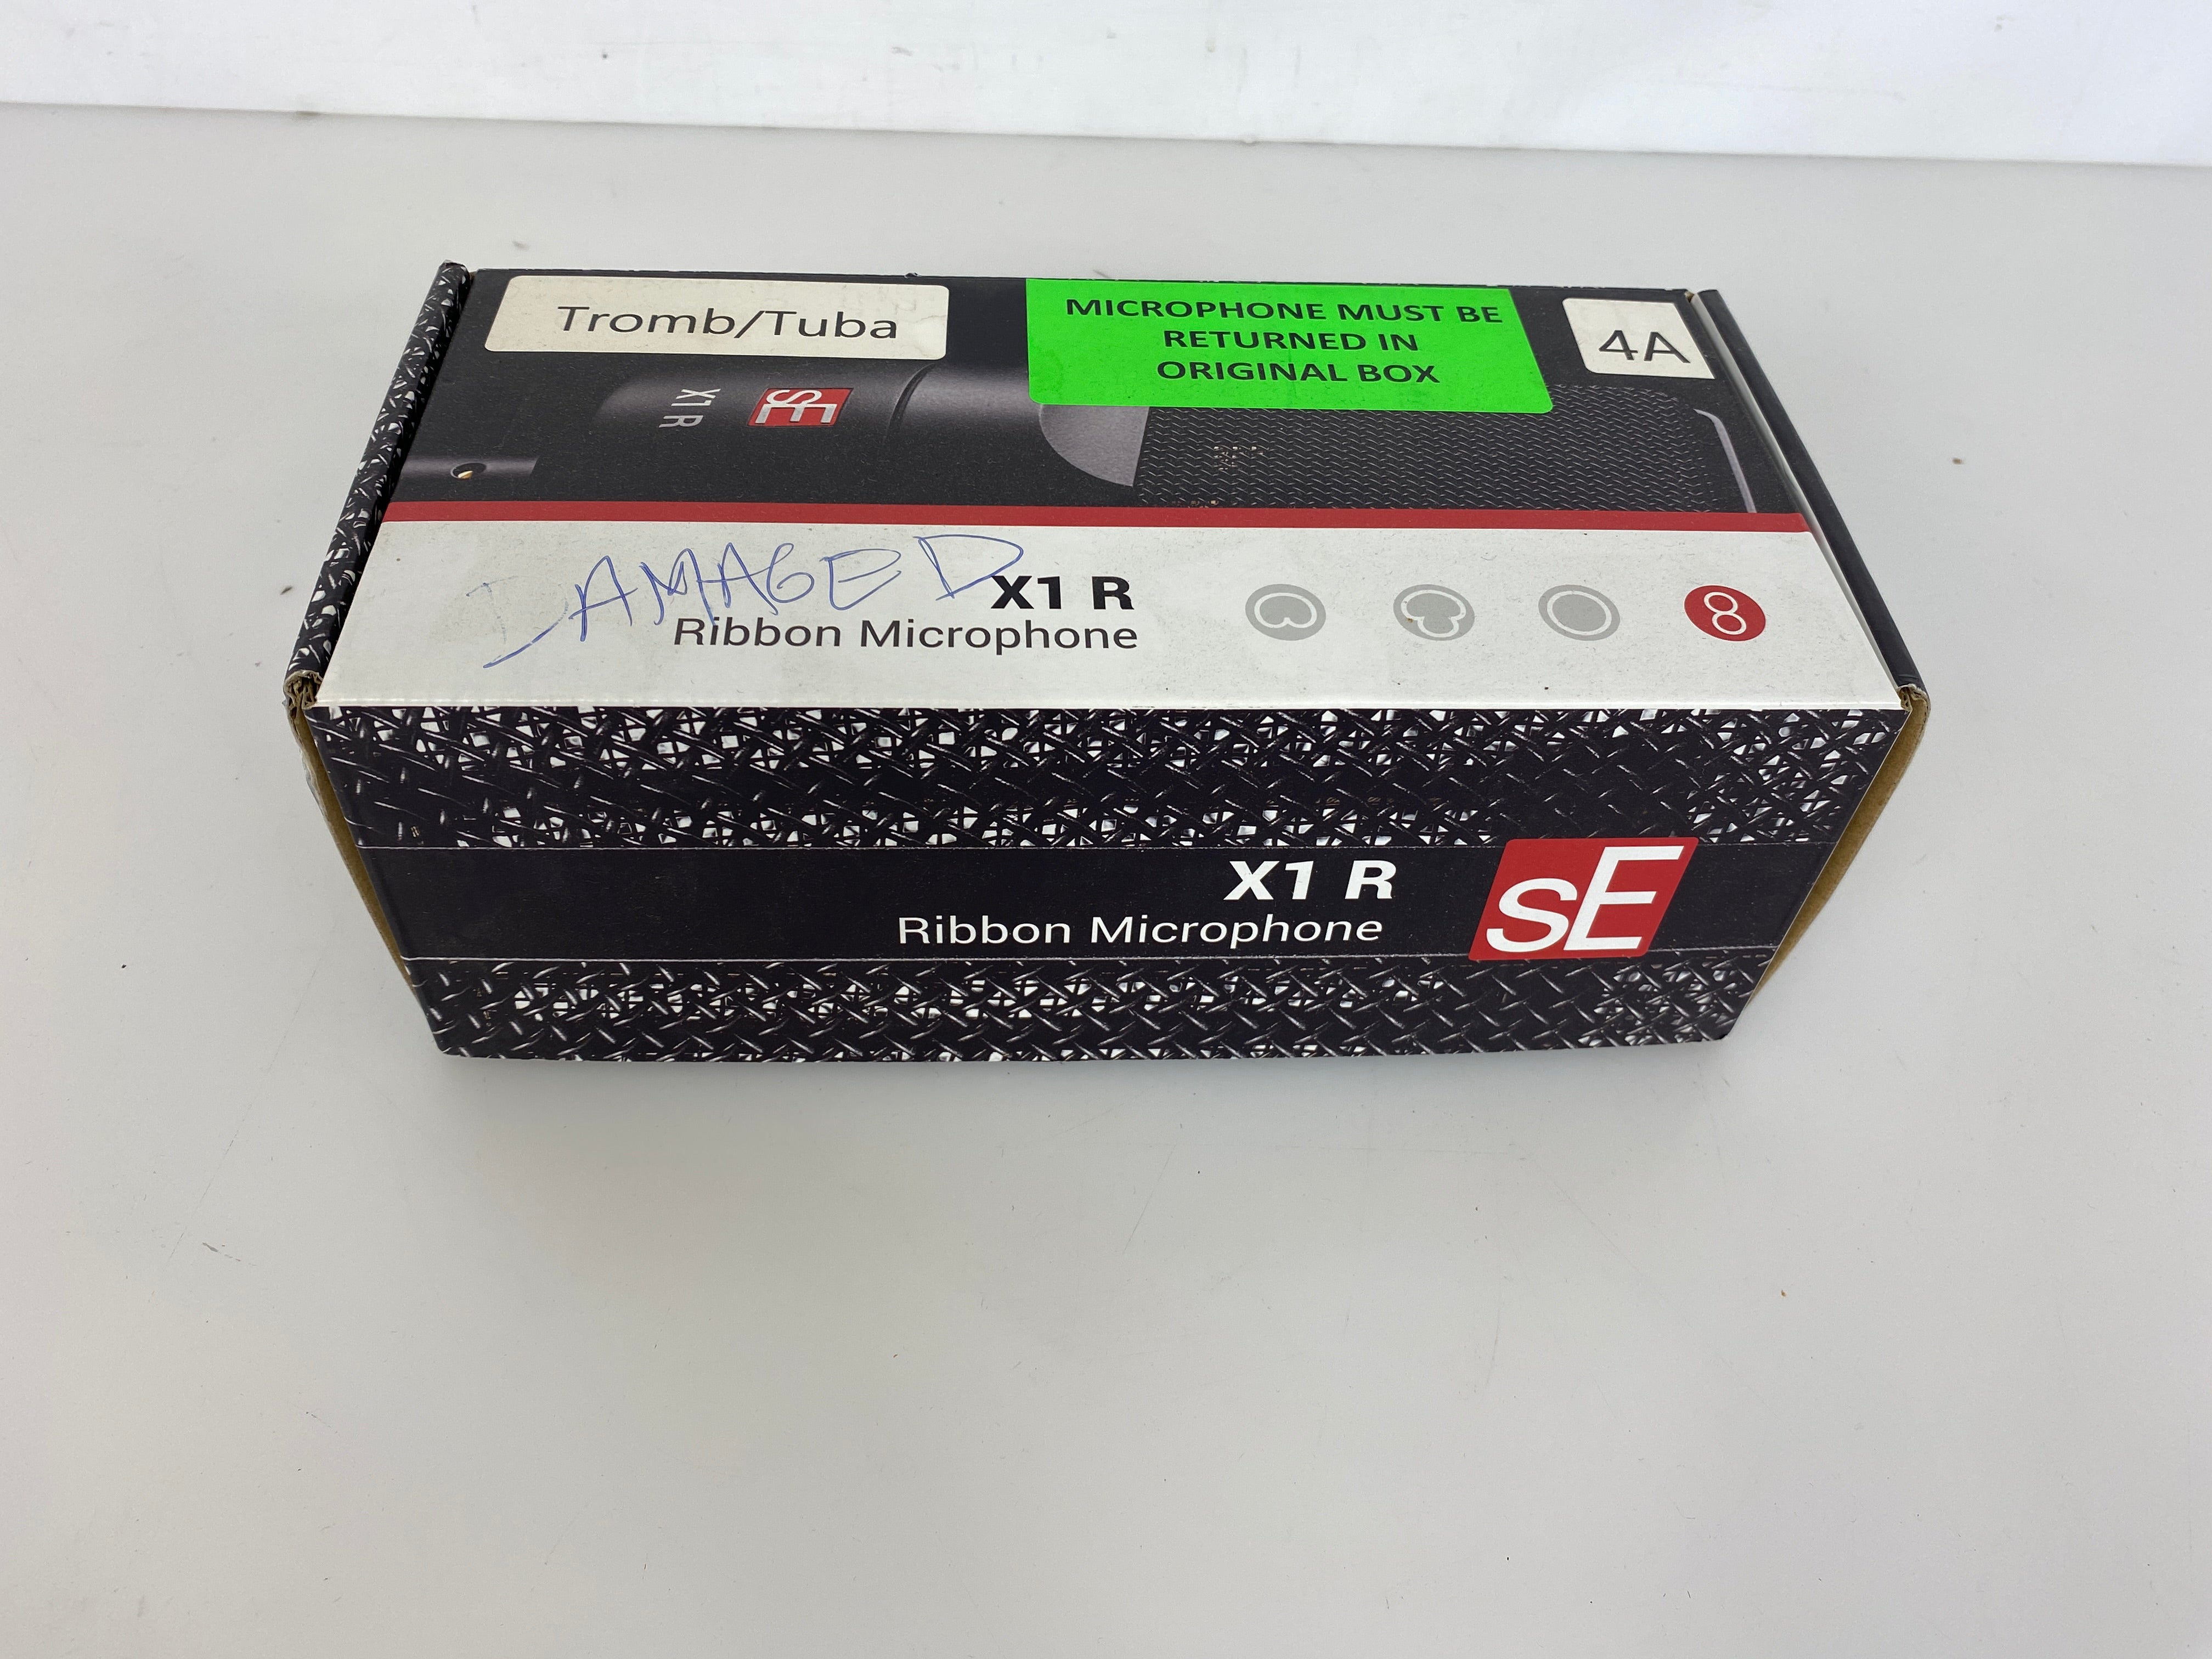 Tromb/Tuba
MICROPHONE MUST BE
RETURNED IN
ORIGINAL BOX
4A
X1 R
sE
DAMAGED
X1 R
Ribbon Microphone
X1 R
Ribbon Microphone
sE